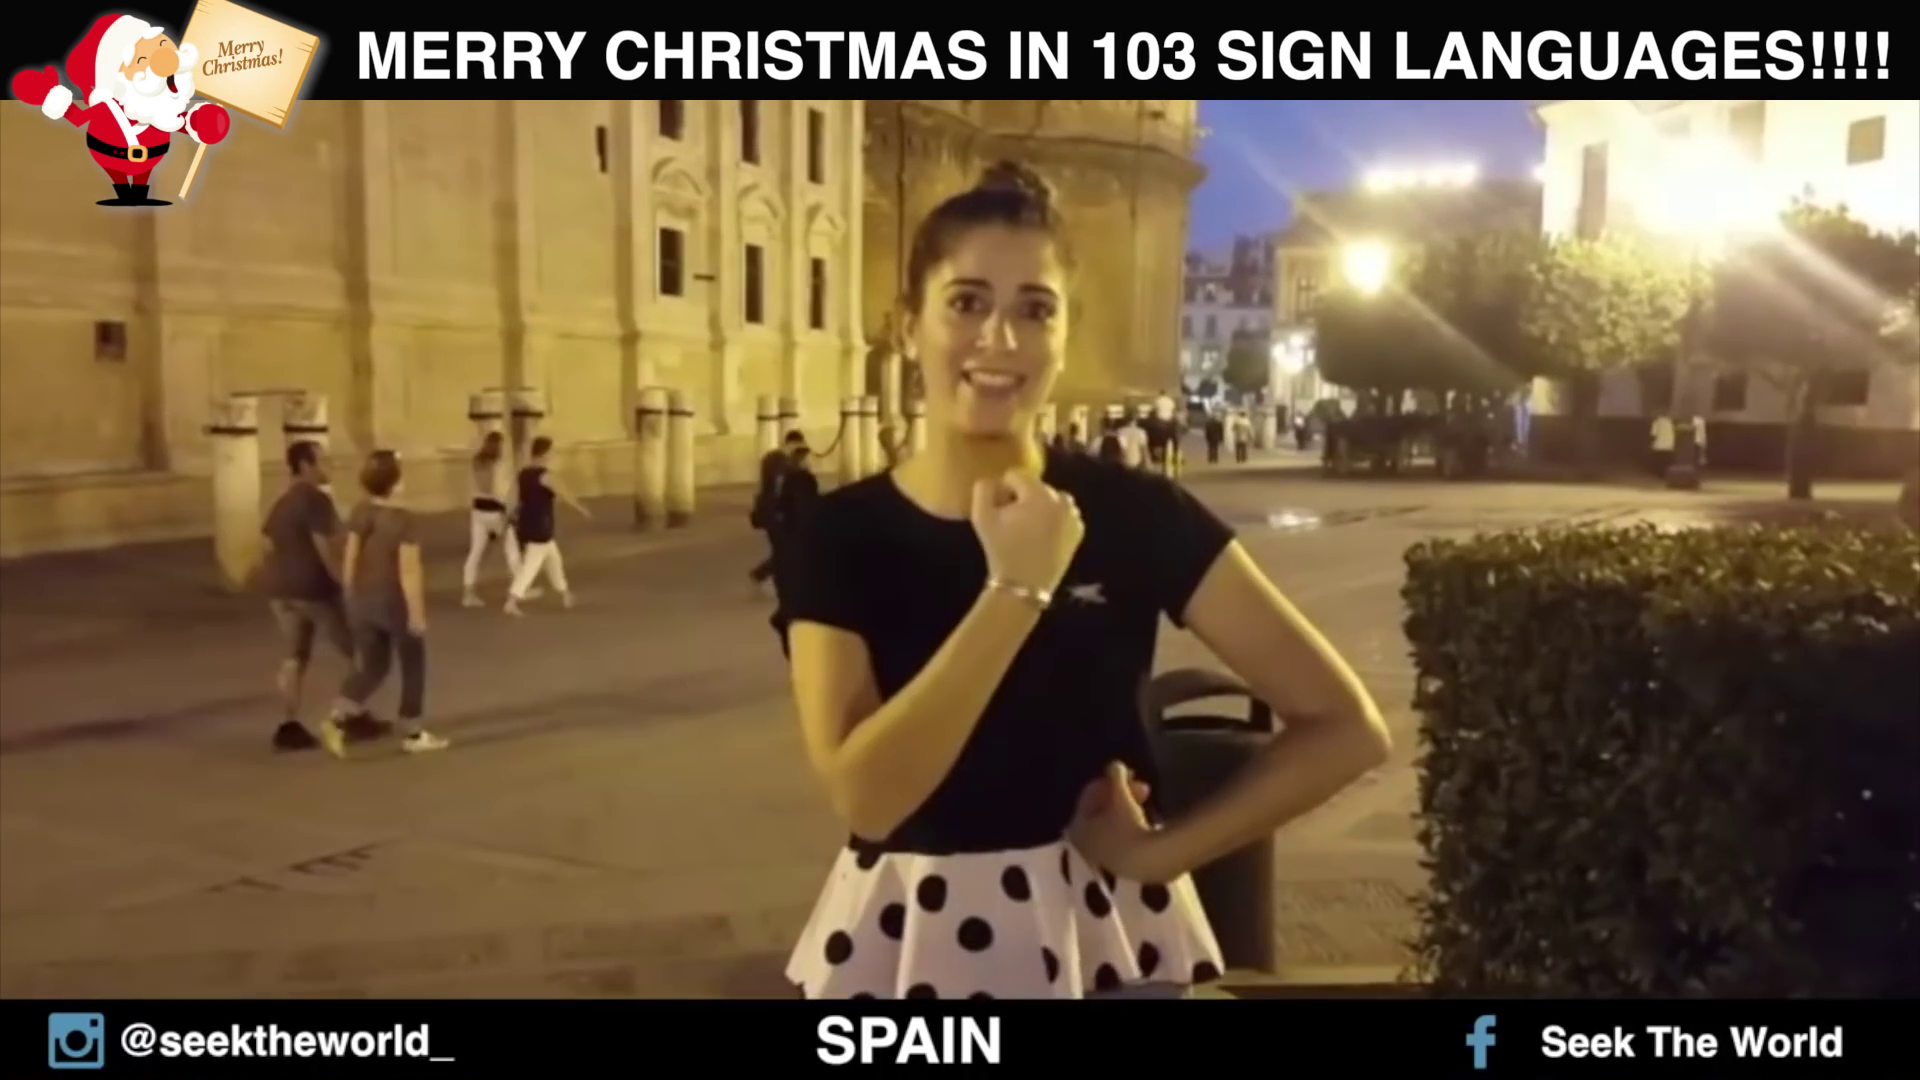 Merry
Christmas!
MERRY CHRISTMAS IN 103 SIGN LANGUAGES!!!!
@seektheworld_
SPAIN
Seek The World